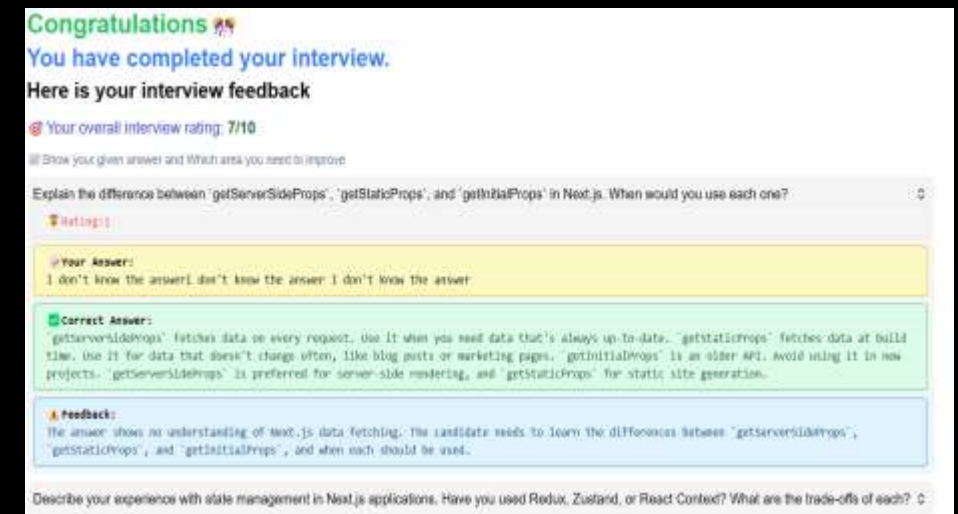 Congratulations 🎊
You have completed your interview.
Here is your interview feedback
🎯 Your overall interview rating: 7/10
Show your given answer and Which area you need to improve
Explain the difference between `getServerSideProps`, `getStaticProps`, and `getInitialProps` in Next.js. When would you use each one?
Rating:1
Your Answer:
I don't know the answerI don't know the answer I don't know the answer
✅Correct Answer:
`getServerSideProps` fetches data on every request. Use it when you need data that's always up-to-date. `getStaticProps` fetches data at build
time. Use it for data that doesn't change often, like blog posts or marketing pages. `getInitialProps` is an older API. Avoid using it in new
projects. `getServerSideProps` is preferred for server-side rendering, and `getStaticProps` for static site generation.
⚠️Feedback:
The answer shows no understanding of Next.js data fetching. The candidate needs to learn the differences between `getServerSideProps`,
`getStaticProps`, and `getInitialProps`, and when each should be used.
Describe your experience with state management in Next.js applications. Have you used Redux, Zustand, or React Context? What are the trade-offs of each?